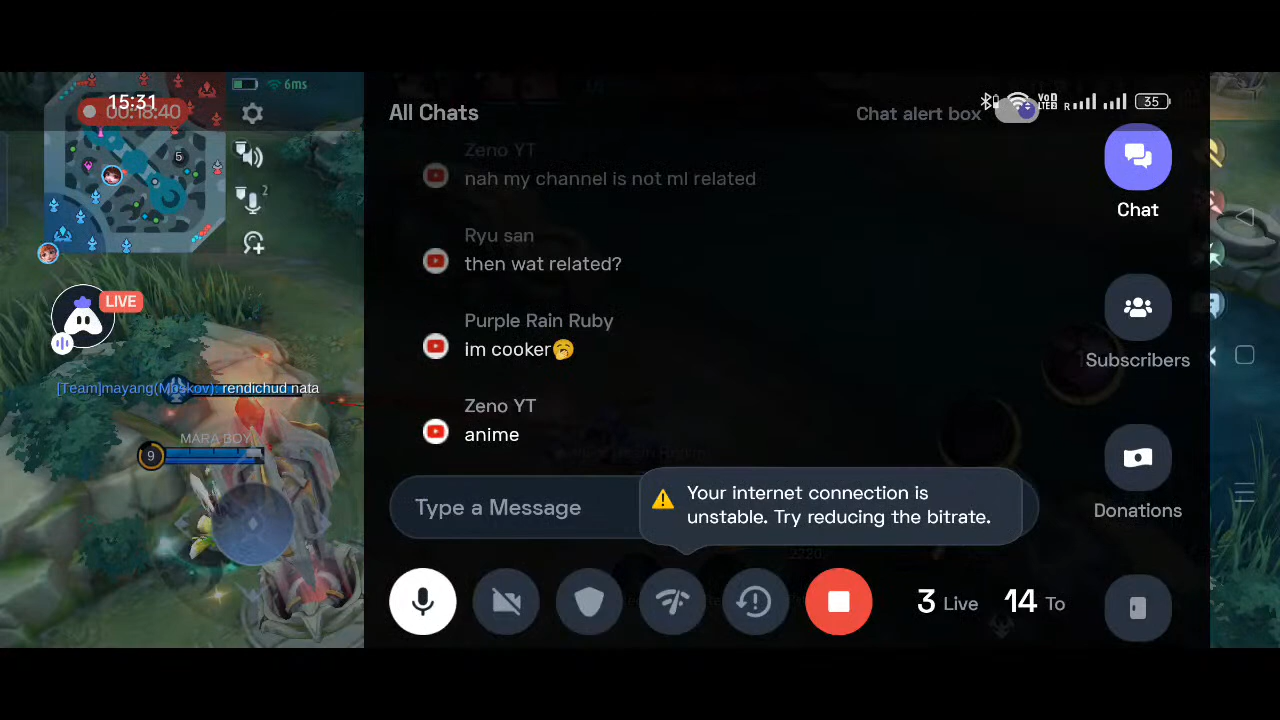 15:31
00:18:40
6ms
5
2
LIVE
[Team]mayang(Moskov): rendichud nata
MARA BOY
9
All Chats
Chat alert box
VoD LTED
R
35
Zeno YT
nah my channel is not ml related
Ryu san
then wat related?
Purple Rain Ruby
im cooker🥱
Zeno YT
anime
Type a Message
Your internet connection is
unstable. Try reducing the bitrate.
3 Live 14 To
Chat
Subscribers
Donations